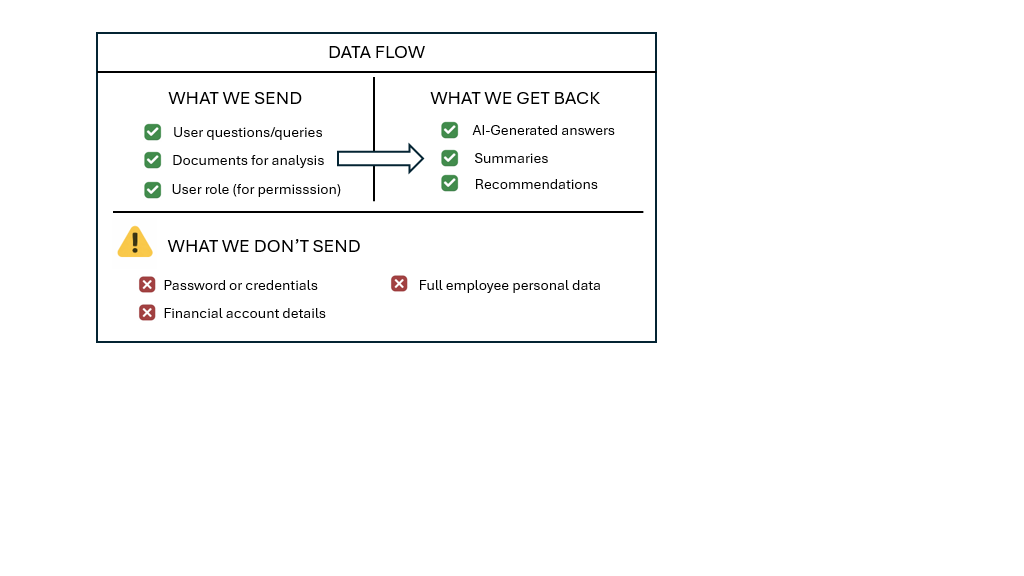 DATA FLOW
WHAT WE SEND
User questions/queries
Documents for analysis
User role (for permisssion)
WHAT WE GET BACK
AI-Generated answers
Summaries
Recommendations
WHAT WE DON’T SEND
Password or credentials
Financial account details
Full employee personal data